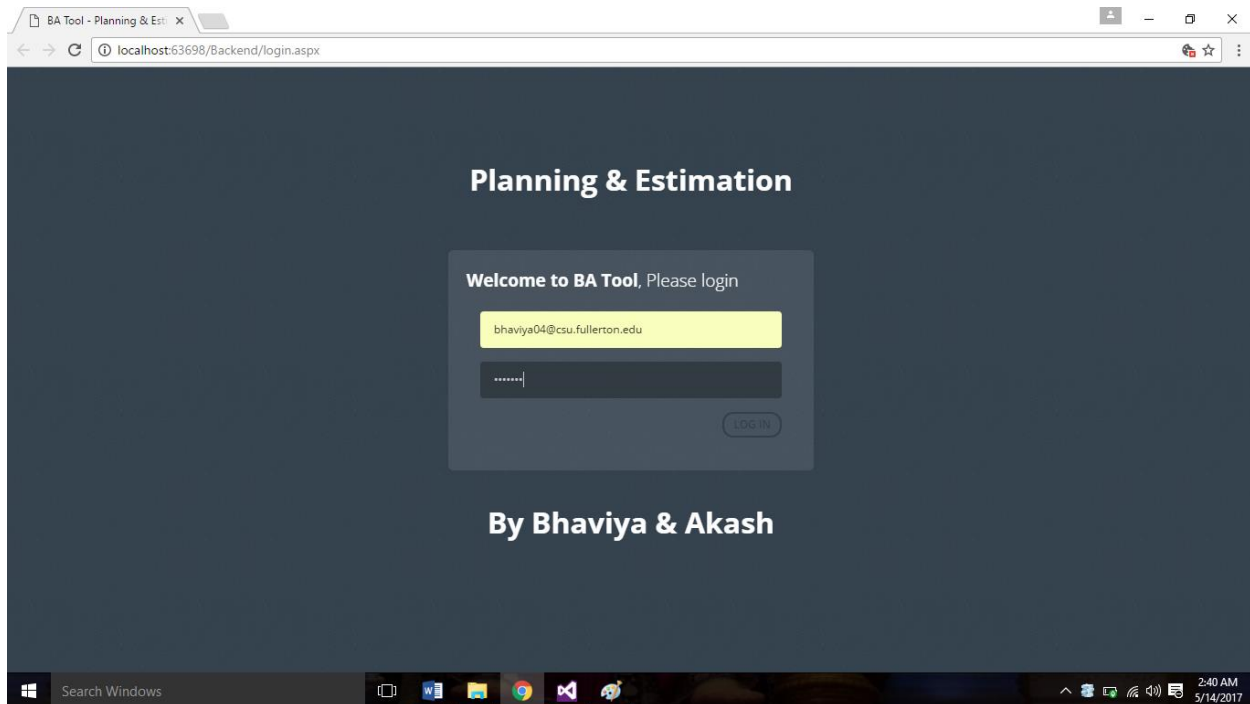 BA Tool - Planning & Esti
localhost:63698/Backend/login.aspx
Planning & Estimation
Welcome to BA Tool, Please login
bhaviya04@csu.fullerton.edu
•••••••
LOG IN
By Bhaviya & Akash
Search Windows
2:40 AM
5/14/2017